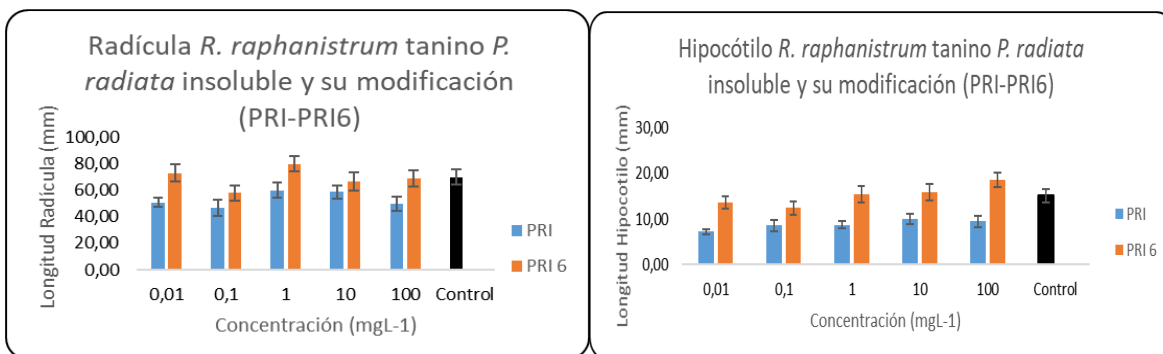 Radícula R. raphanistrum tanino P.
radiata insoluble y su modificación
(PRI-PRI6)
Longitud Radícula (mm)
100,00
80,00
60,00
40,00
20,00
0,00
0,01 0,1 1 10 100 Control
Concentración (mgL-1)
PRI
PRI 6
Hipocótilo R. raphanistrum tanino P. radiata
insoluble y su modificación (PRI-PRI6)
Longitud Hipocotilo (mm)
30,00
20,00
10,00
0,00
0,01 0,1 1 10 100 Control
Concentración (mgL-1)
PRI
PRI 6